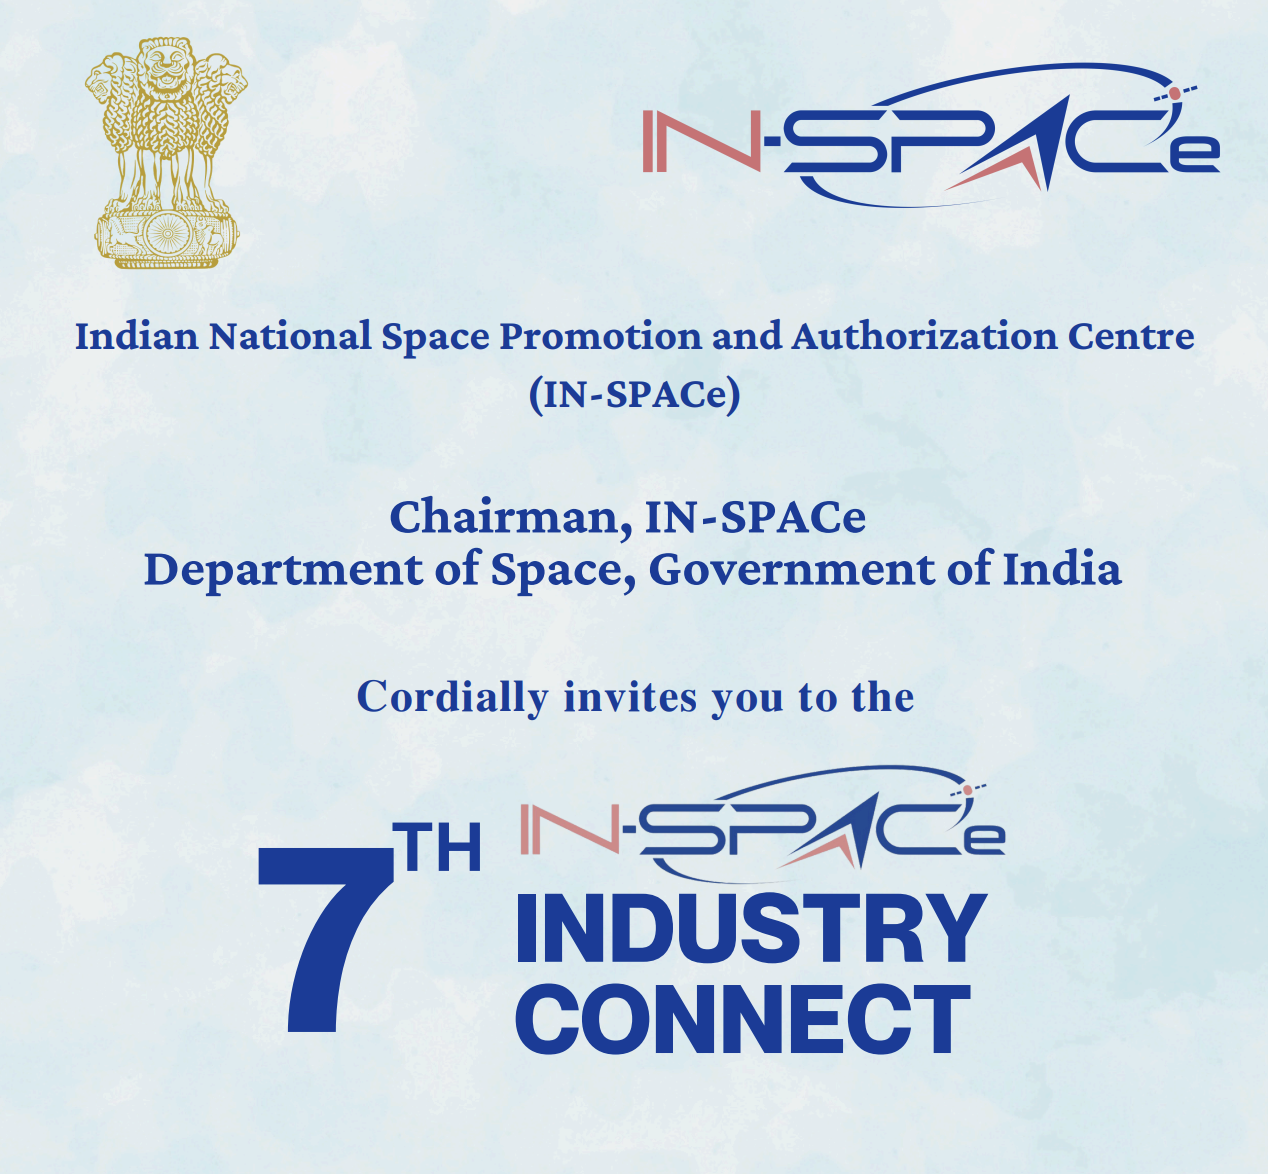 IN-SPACe
Indian National Space Promotion and Authorization Centre
(IN-SPACe)
Chairman, IN-SPACe
Department of Space, Government of India
Cordially invites you to the
7TH
IN-SPACe
INDUSTRY
CONNECT